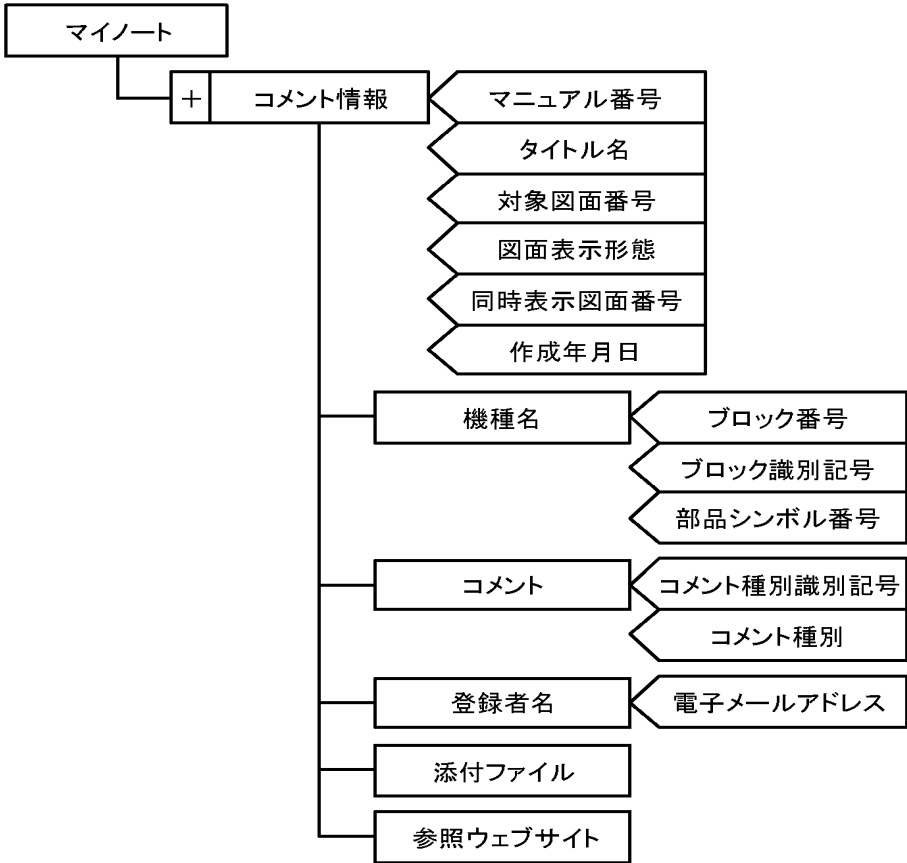 マイノート
+
コメント情報
マニュアル番号
タイトル名
対象図面番号
図面表示形態
同時表示図面番号
作成年月日
機種名
ブロック番号
ブロック識別記号
部品シンボル番号
コメント
コメント種別識別記号
コメント種別
登録者名
電子メールアドレス
添付ファイル
参照ウェブサイト